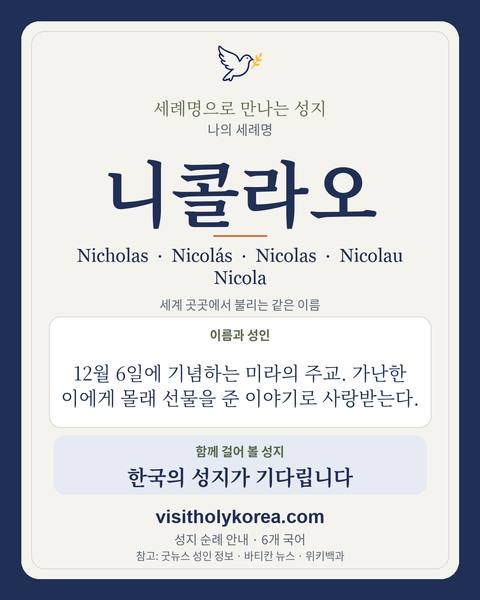 세례명으로 만나는 성지
나의 세례명
니콜라오
Nicholas · Nicolás · Nicolas · Nicolau
Nicola
세계 곳곳에서 불리는 같은 이름
이름과 성인
12월 6일에 기념하는 미라의 주교. 가난한
이에게 몰래 선물을 준 이야기로 사랑받는다.
함께 걸어 볼 성지
한국의 성지가 기다립니다
visitholykorea.com
성지 순례 안내 · 6개 국어
참고: 굿뉴스 성인 정보 · 바티칸 뉴스 · 위키백과